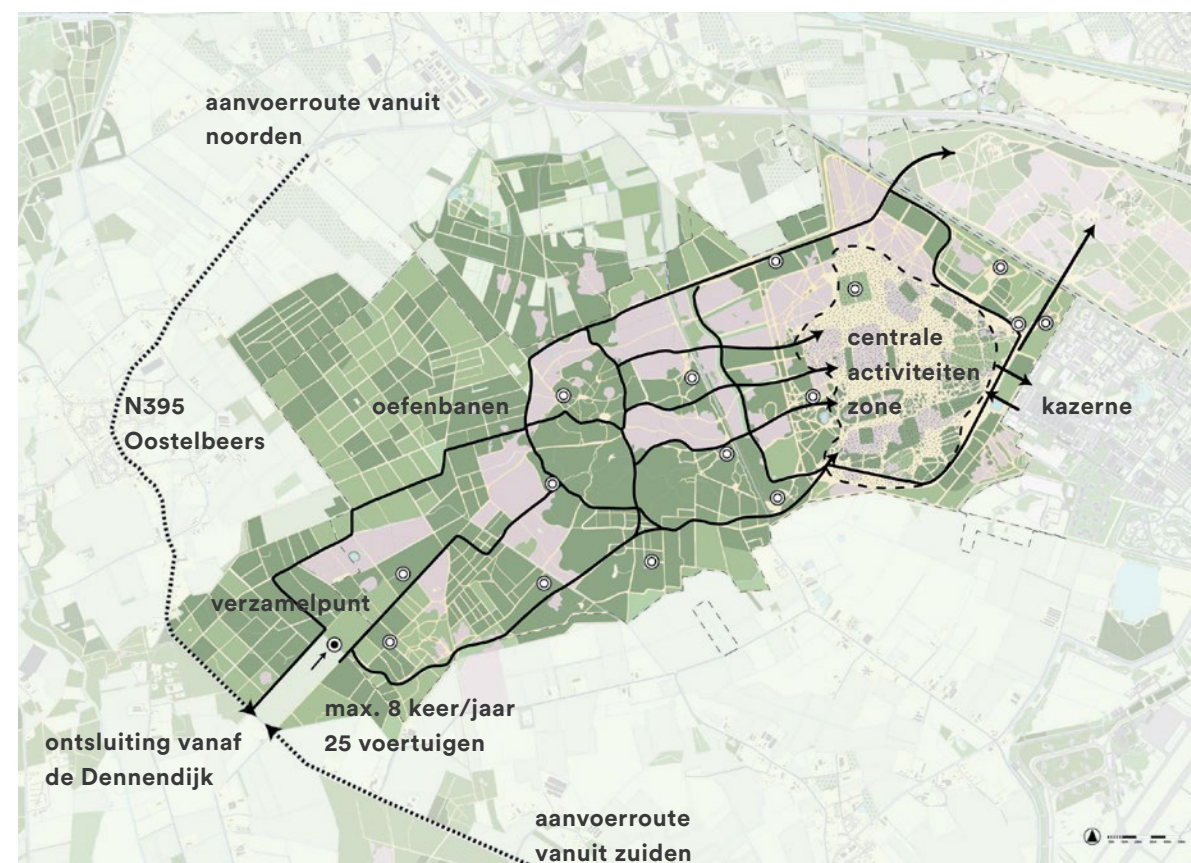 aanvoerroute vanuit
noorden
N395
Oostelbeers
oefenbanen
centrale
activiteiten
zone
kazerne
verzamelpunt
max. 8 keer/jaar
25 voertuigen
ontsluiting vanaf
de Dennendijk
aanvoerroute
vanuit zuiden